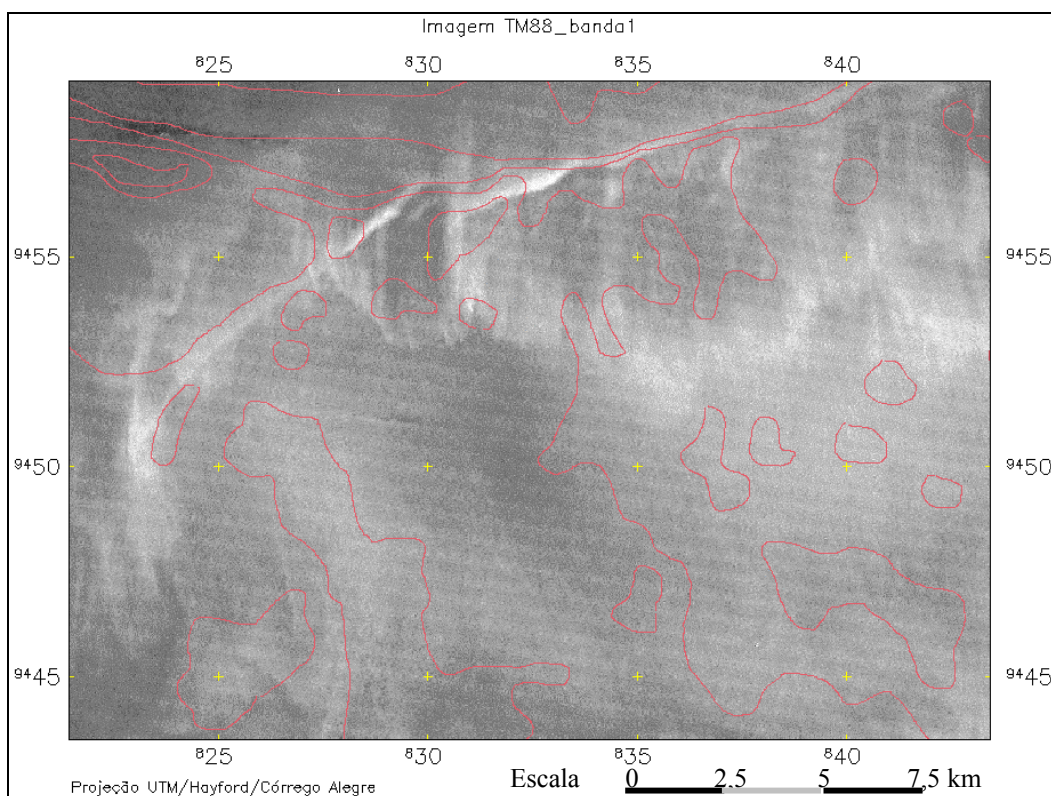 Imagem TM88_banda1
⁸25 ⁸30 ⁸35 ⁸40
9⁴55 9⁴55
9⁴50 9⁴50
9⁴45 9⁴45
⁸25 ⁸30 ⁸35 ⁸40
Projeção UTM/Hayford/Córrego Alegre Escala 0 2,5 5 7,5 km